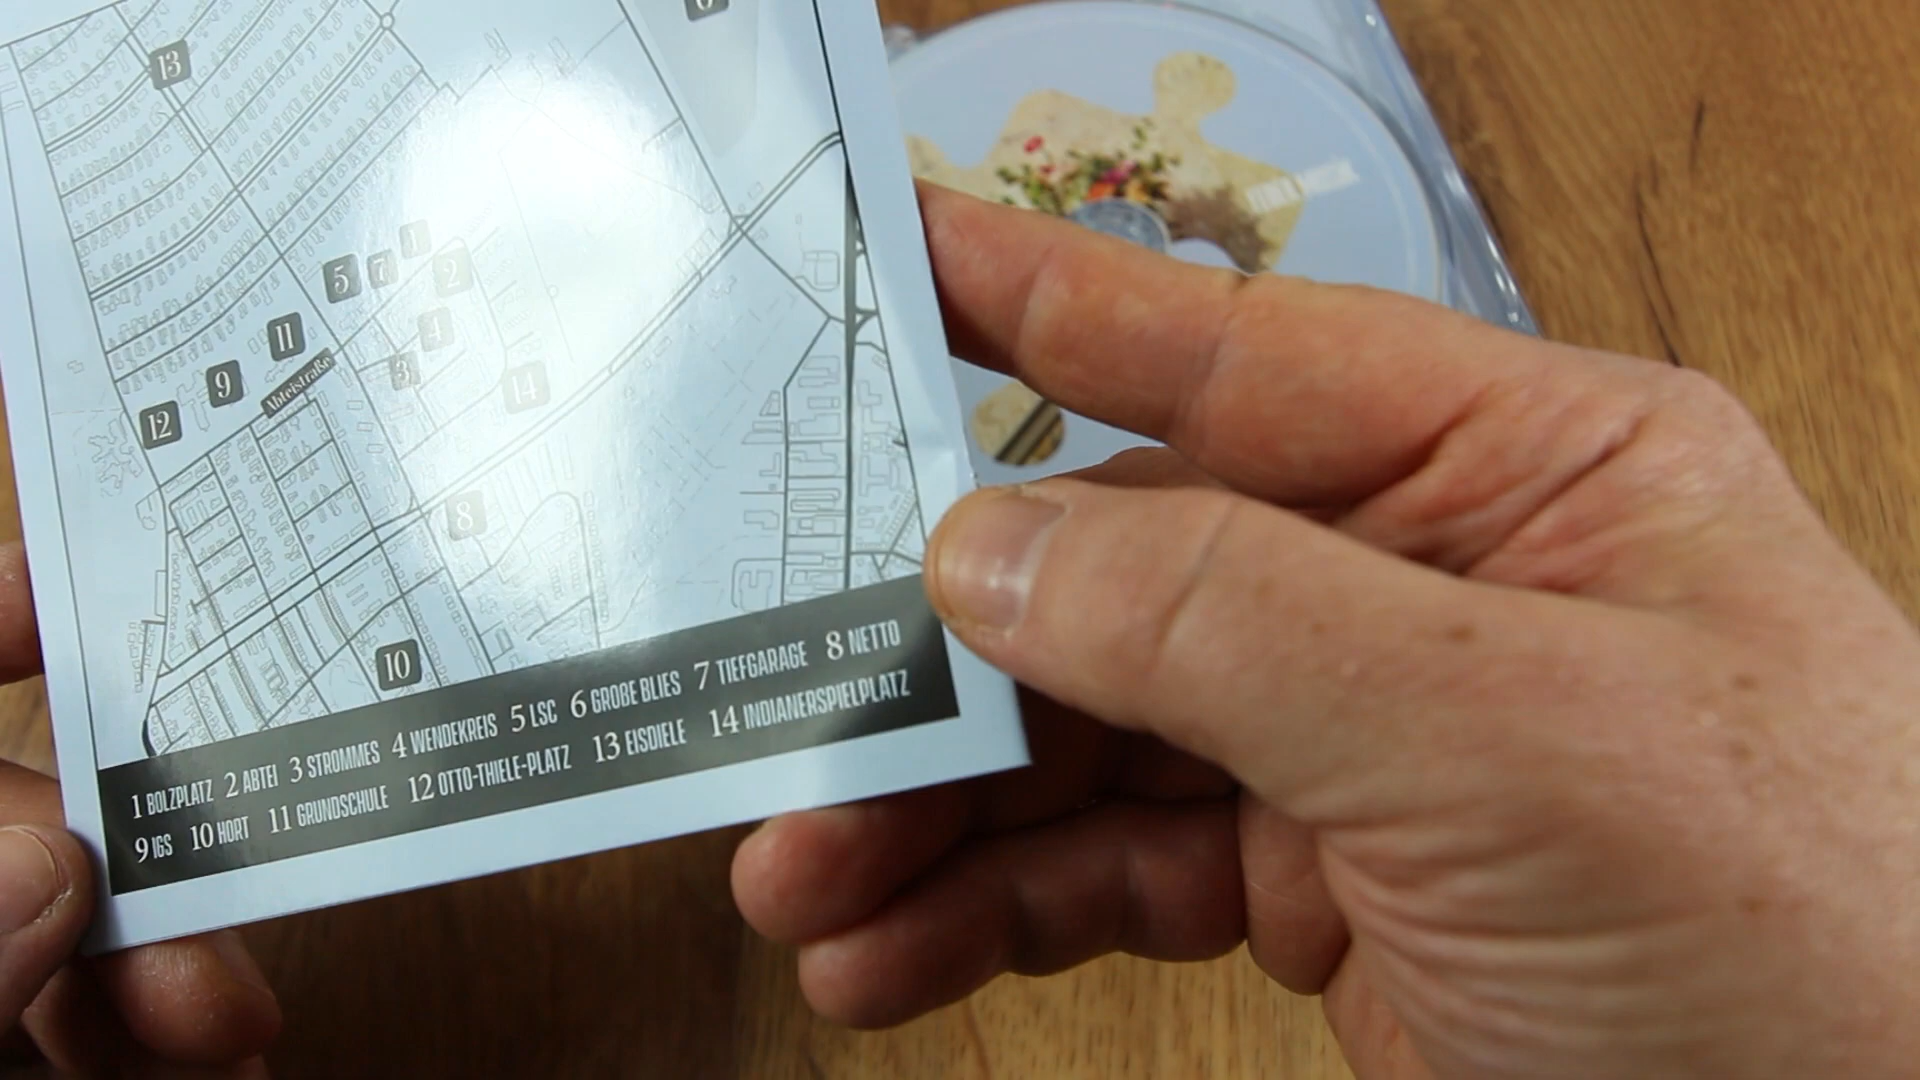 6
13
1
5 7 2
11 4
9 3
Abteistraße
14
12
8
10
1 BOLZPLATZ 2 ABTEI 3 STROMMES 4 WENDEKREIS 5 LSC 6 GROßE BLIES 7 TIEFGARAGE 8 NETTO
9 IGS 10 HORT 11 GRUNDSCHULE 12 OTTO-THIELE-PLATZ 13 EISDIELE 14 INDIANERSPIELPLATZ